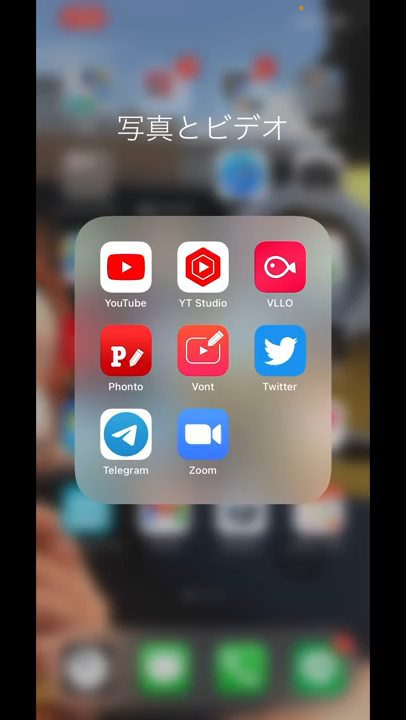 写真とビデオ
YouTube
YT Studio
VLLO
Phonto
Vont
Twitter
Telegram
Zoom